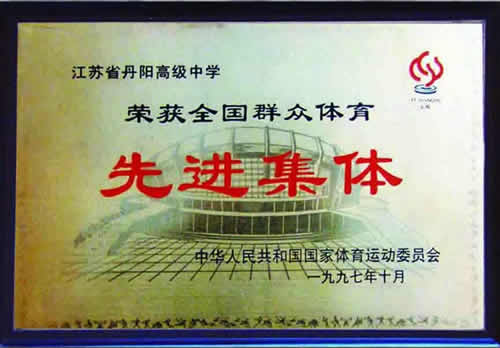 江苏省丹阳高级中学
荣获全国群众体育
先进集体
中华人民共和国国家体育运动委员会
一九九七年十月